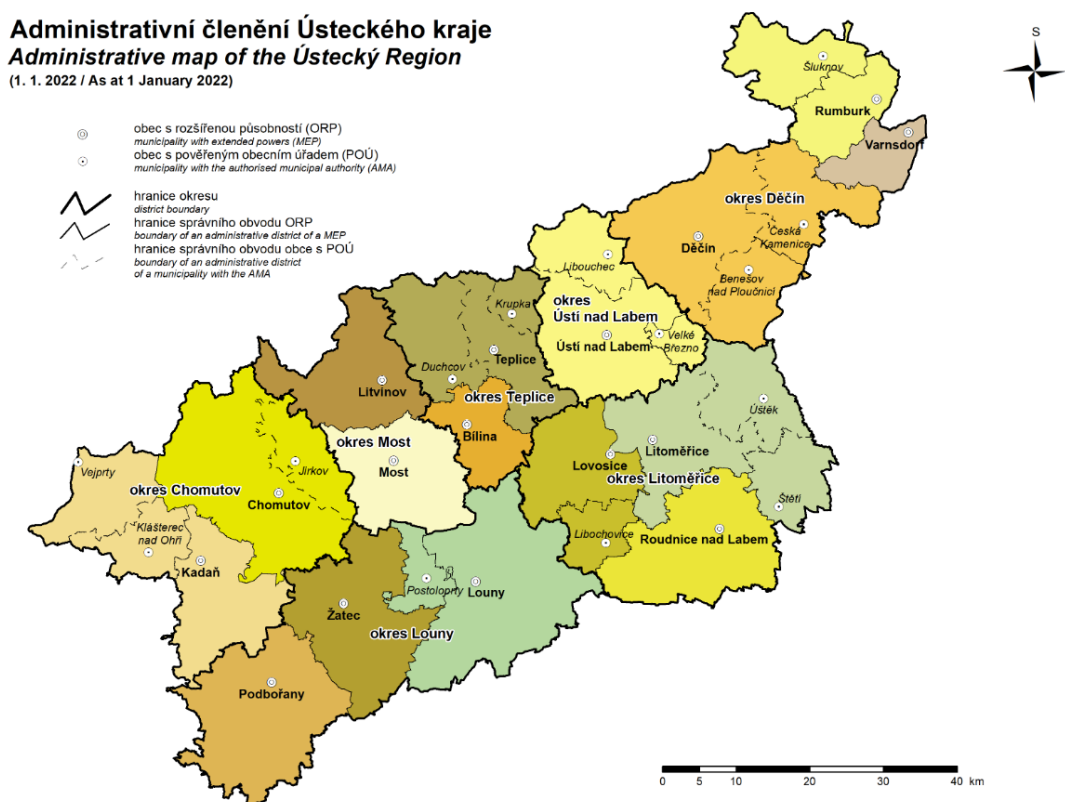 Administrativní členění Ústeckého kraje
Administrative map of the Ústecký Region
(1. 1. 2022 / As at 1 January 2022)
S
obec s rozšířenou působností (ORP)
municipality with extended powers (MEP)
obec s pověřeným obecním úřadem (POÚ)
municipality with the authorised municipal authority (AMA)
hranice okresu
district boundary
hranice správního obvodu ORP
boundary of an administrative district of a MEP
hranice správního obvodu obce s POÚ
boundary of an administrative district
of a municipality with the AMA
Šluknov
Rumburk
Varnsdorf
okres Děčín
Děčín
Česká
Kamenice
Benešov
nad Ploučnicí
Libouchec
okres
Ústí nad Labem
Ústí nad Labem
Velké
Březno
Krupka
Teplice
Duchcov
okres Teplice
Litvínov
Bílina
okres Most
Most
Úštěk
Litoměřice
Lovosice
okres Litoměřice
Štětí
Libochovice
Roudnice nad Labem
Vejprty
Jirkov
okres Chomutov
Chomutov
Klášterec
nad Ohří
Kadaň
Postoloprty
Louny
Žatec
okres Louny
Podbořany
0 5 10 20 30 40 km